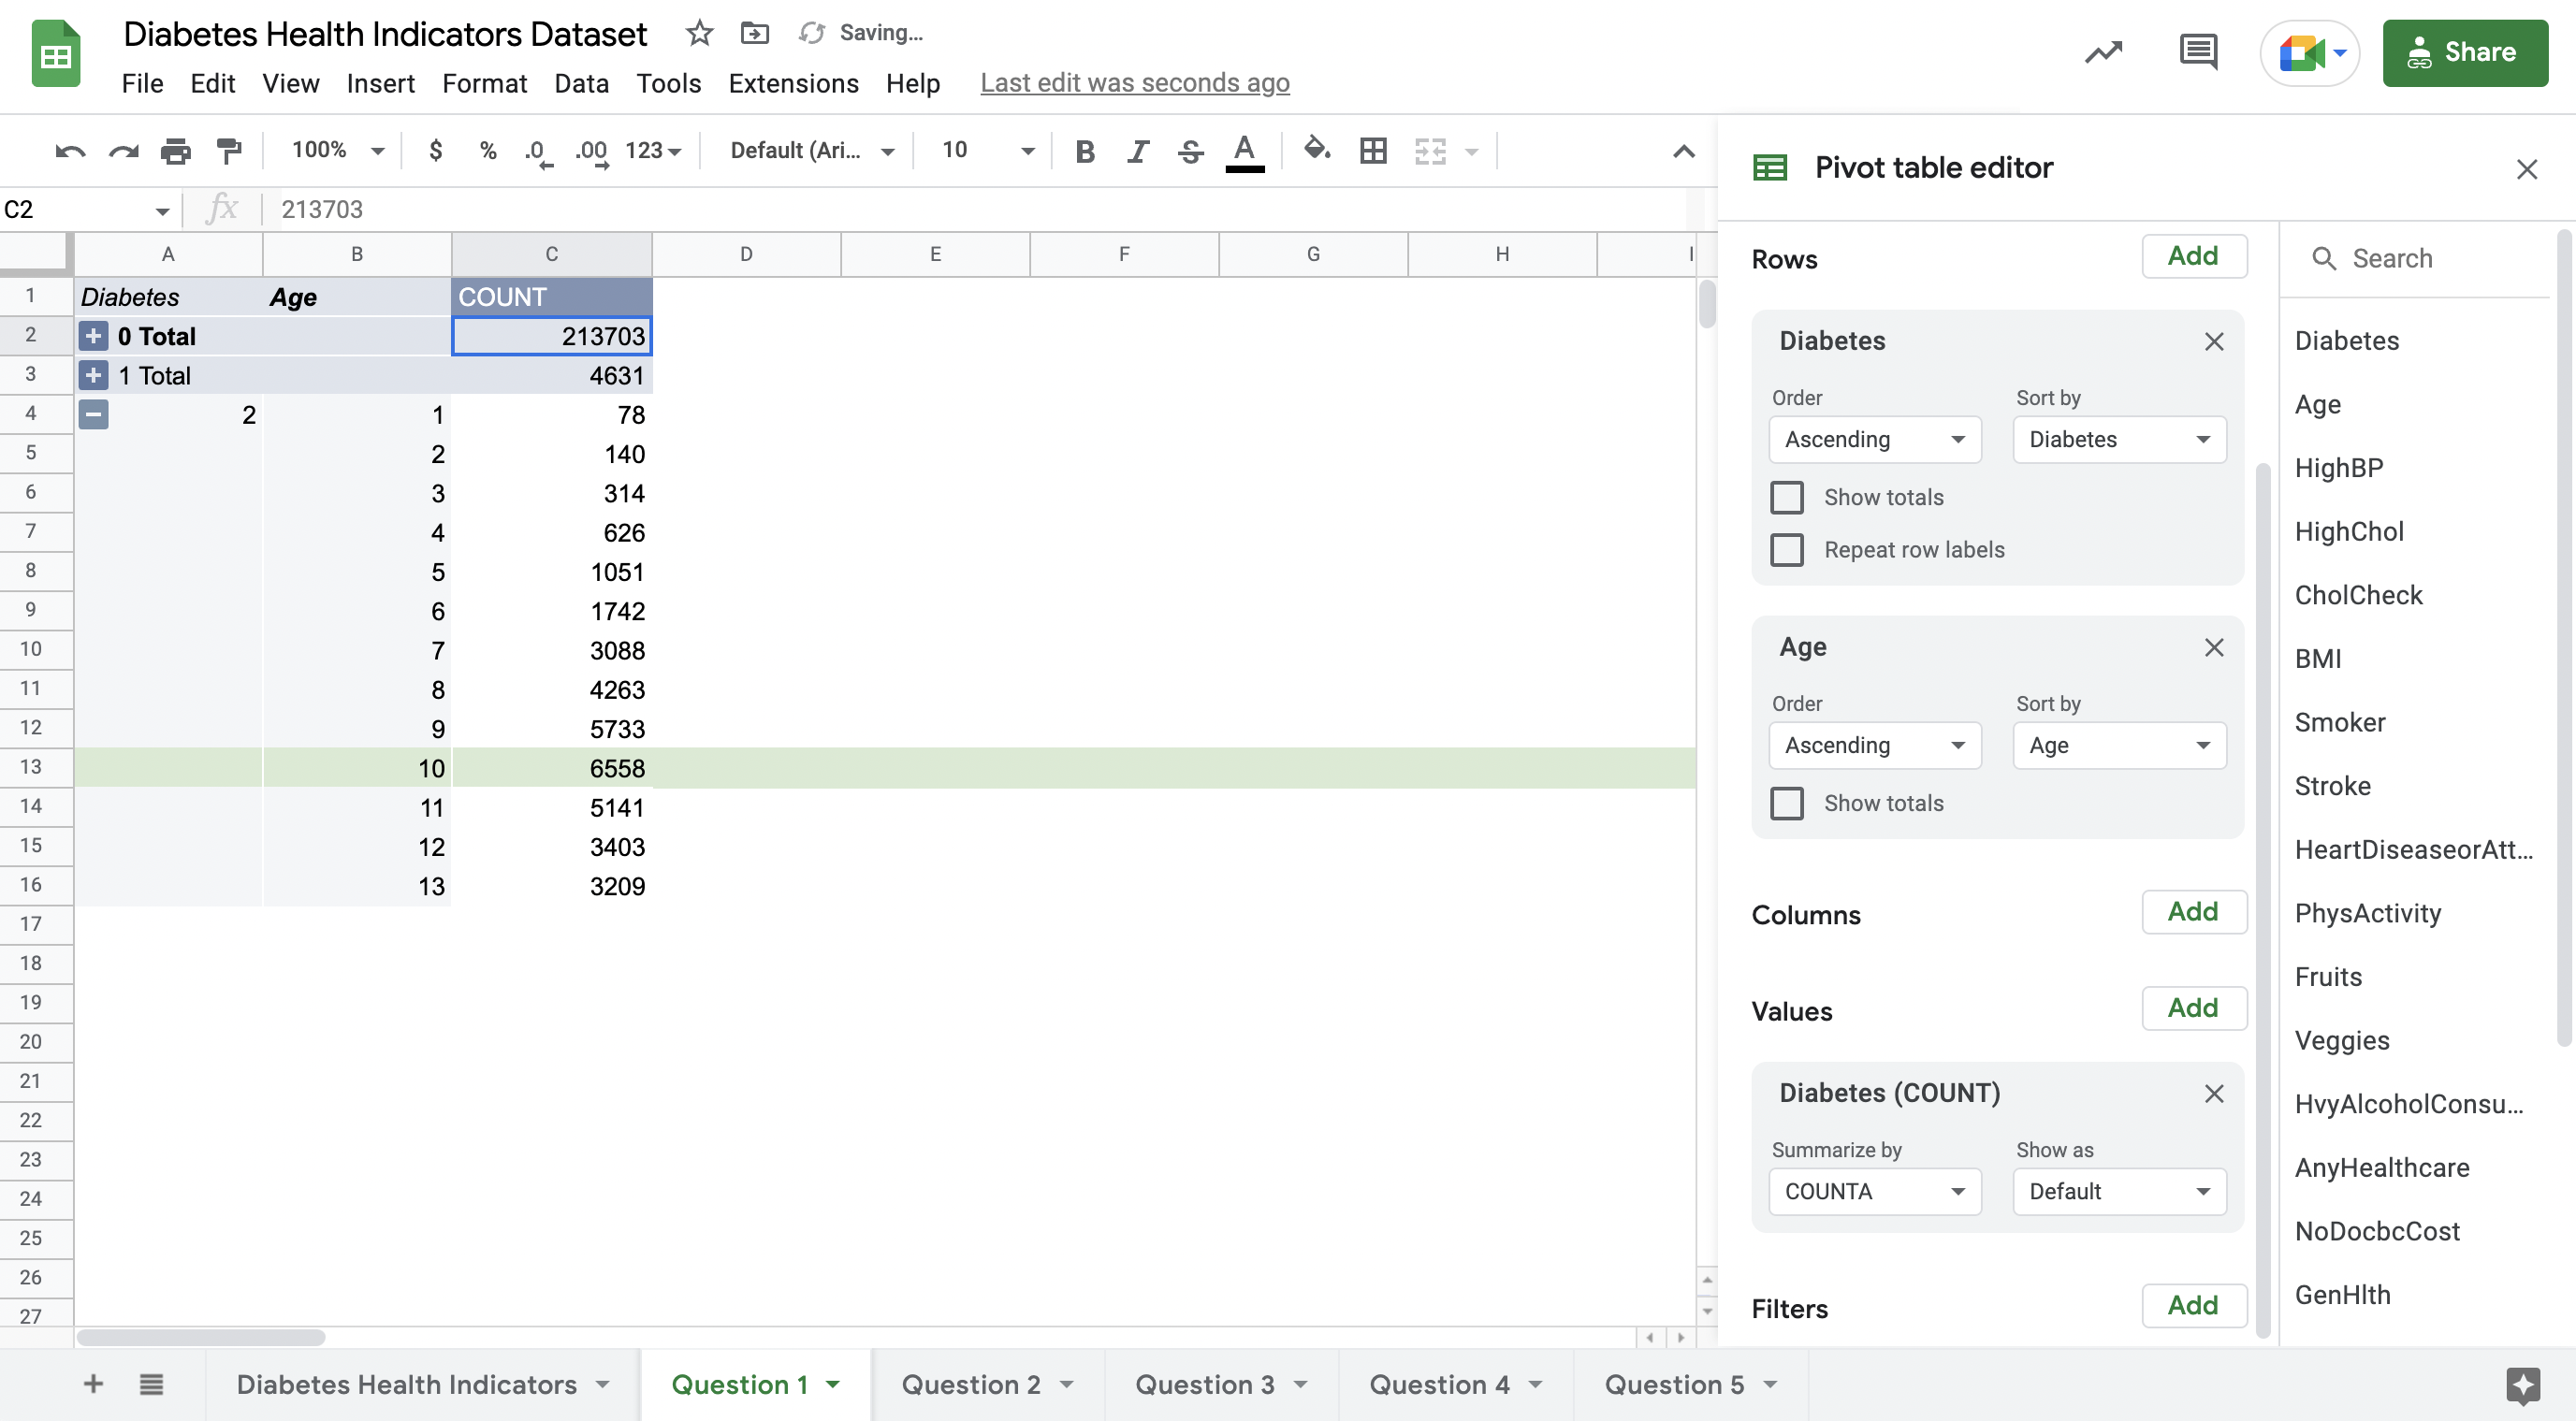 Diabetes Health Indicators Dataset Saving...
File Edit View Insert Format Data Tools Extensions Help Last edit was seconds ago
Share
100% $ % .0 .00 123 Default (Ari... 10 B I S A
C2 fx 213703
A B C D E F G H I
1 Diabetes Age COUNT
2 + 0 Total 213703
3 + 1 Total 4631
4 − 2 1 78
5 2 140
6 3 314
7 4 626
8 5 1051
9 6 1742
10 7 3088
11 8 4263
12 9 5733
13 10 6558
14 11 5141
15 12 3403
16 13 3209
17
18
19
20
21
22
23
24
25
26
27
Pivot table editor
Rows Add
Diabetes
Order Sort by
Ascending Diabetes
Show totals
Repeat row labels
Age
Order Sort by
Ascending Age
Show totals
Columns Add
Values Add
Diabetes (COUNT)
Summarize by Show as
COUNTA Default
Filters Add
Search
Diabetes
Age
HighBP
HighChol
CholCheck
BMI
Smoker
Stroke
HeartDiseaseorAtt...
PhysActivity
Fruits
Veggies
HvyAlcoholConsu...
AnyHealthcare
NoDocbcCost
GenHlth
+ Diabetes Health Indicators Question 1 Question 2 Question 3 Question 4 Question 5